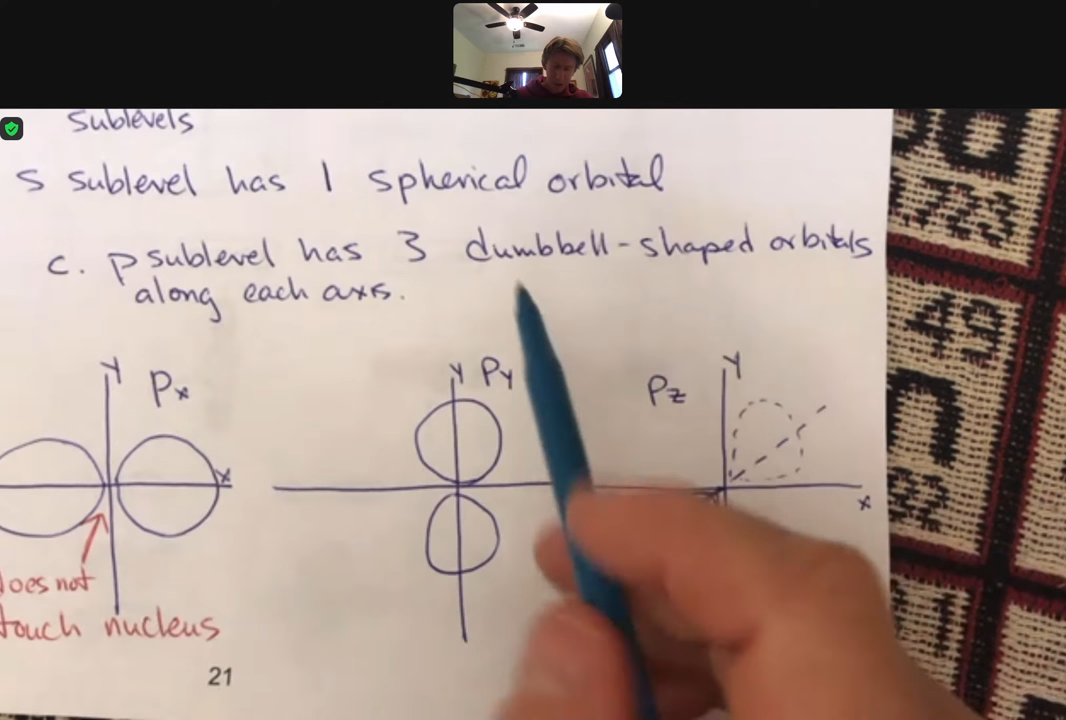 sublevels
s sublevel has 1 spherical orbital
c. p sublevel has 3 dumbbell-shaped orbitals
along each axis.
y Px
x
y Py
Pz y
x
does not
touch nucleus
21
49